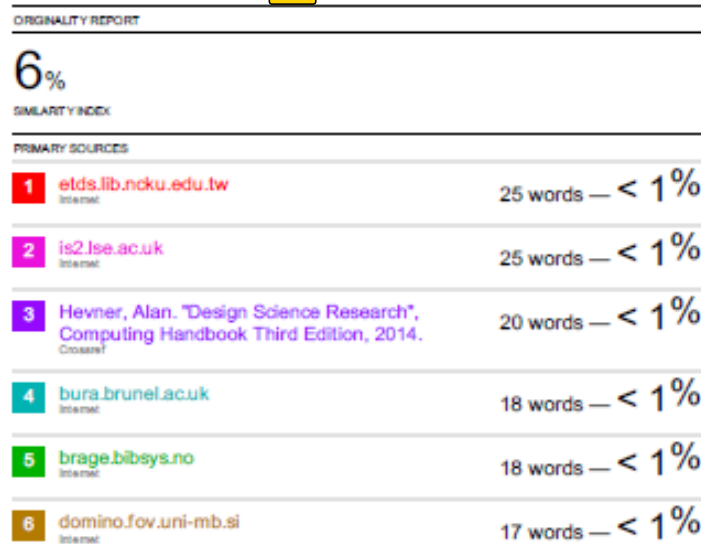 ORIGINALITY REPORT
6%
SIMILARITY INDEX
PRIMARY SOURCES
1 etds.lib.ncku.edu.tw 25 words — < 1%
Internet
2 is2.lse.ac.uk 25 words — < 1%
Internet
3 Hevner, Alan. "Design Science Research", 20 words — < 1%
Computing Handbook Third Edition, 2014.
Crossref
4 bura.brunel.ac.uk 18 words — < 1%
Internet
5 brage.bibsys.no 18 words — < 1%
Internet
6 domino.fov.uni-mb.si 17 words — < 1%
Internet